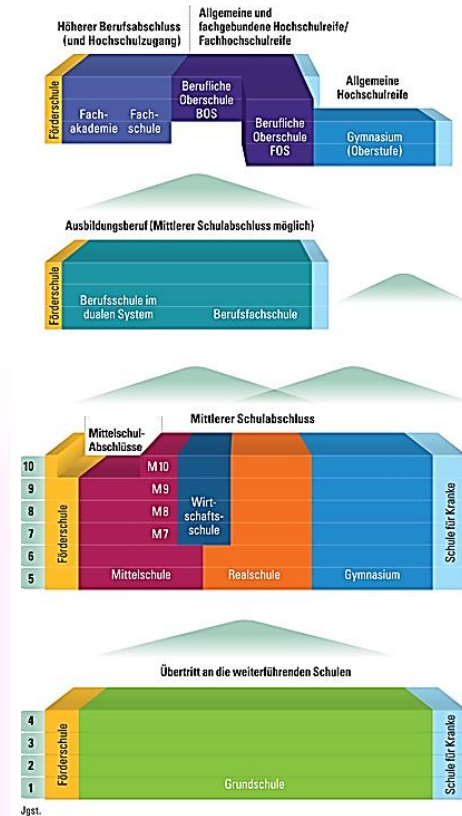 Höherer Berufsabschluss
(und Hochschulzugang)
Allgemeine und
fachgebundene Hochschulreife/
Fachhochschulreife
Allgemeine
Hochschulreife
Förderschule
Fach-
akademie
Fach-
schule
Berufliche
Oberschule
BOS
Berufliche
Oberschule
FOS
Gymnasium
(Oberstufe)
Ausbildungsberuf (Mittlerer Schulabschluss möglich)
Förderschule
Berufsschule im
dualen System
Berufsfachschule
Mittlerer Schulabschluss
Mittelschul-
Abschlüsse
10
9
8
7
6
5
Förderschule
M10
M9
M8
M7
Mittelschule
Wirt-
schafts-
schule
Realschule
Gymnasium
Schule für Kranke
Übertritt an die weiterführenden Schulen
4
3
2
1
Förderschule
Grundschule
Schule für Kranke
Jgst.